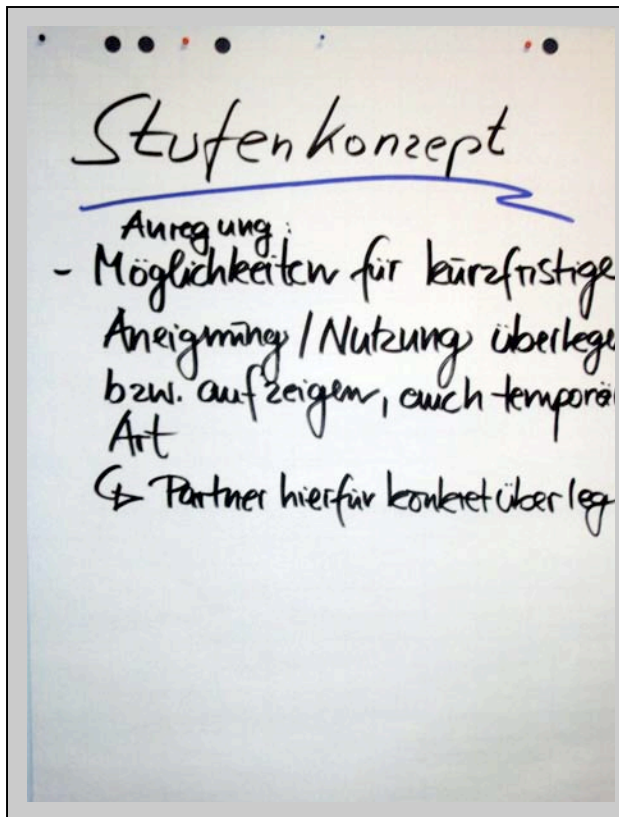 Stufenkonzept
Anregung:
- Möglichkeiten für kurzfristige
Aneignung / Nutzung überlege
bzw. aufzeigen, auch temporä
Art
↳ Partner hierfür konkret überleg